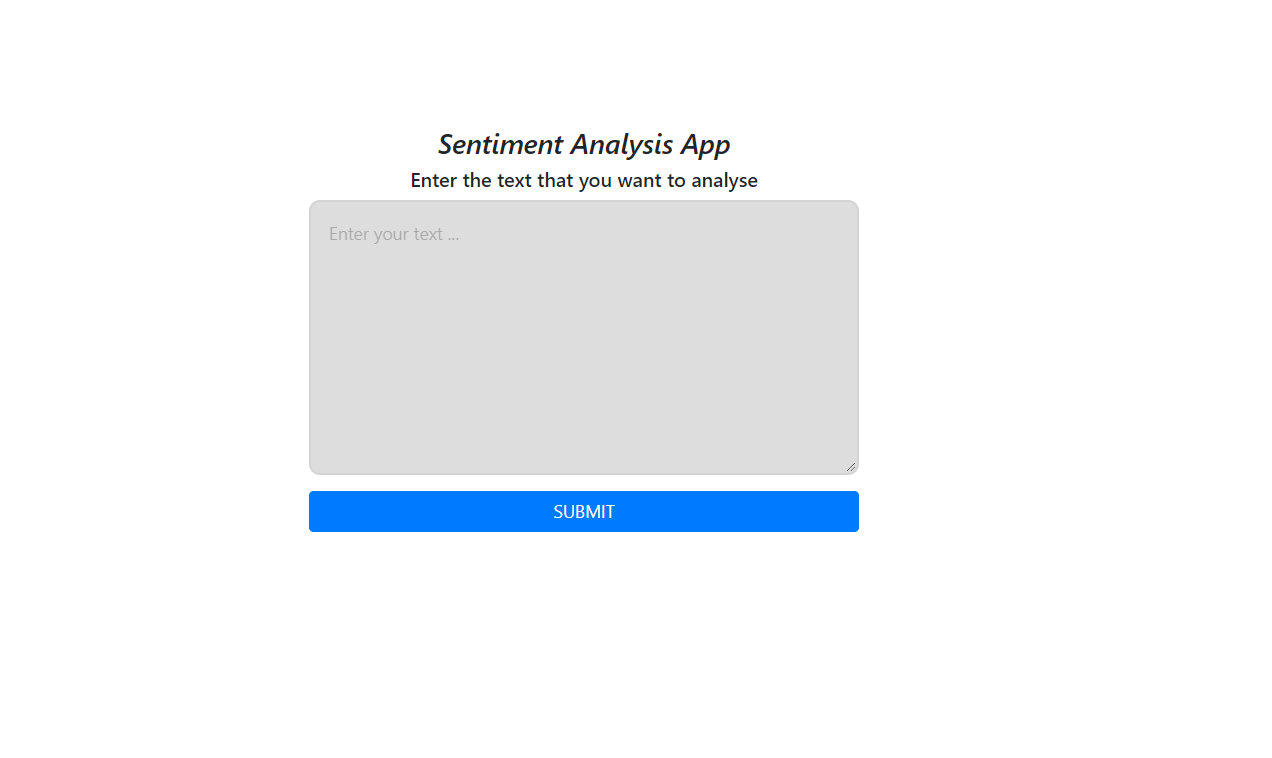 Sentiment Analysis App
Enter the text that you want to analyse
Enter your text ...
SUBMIT